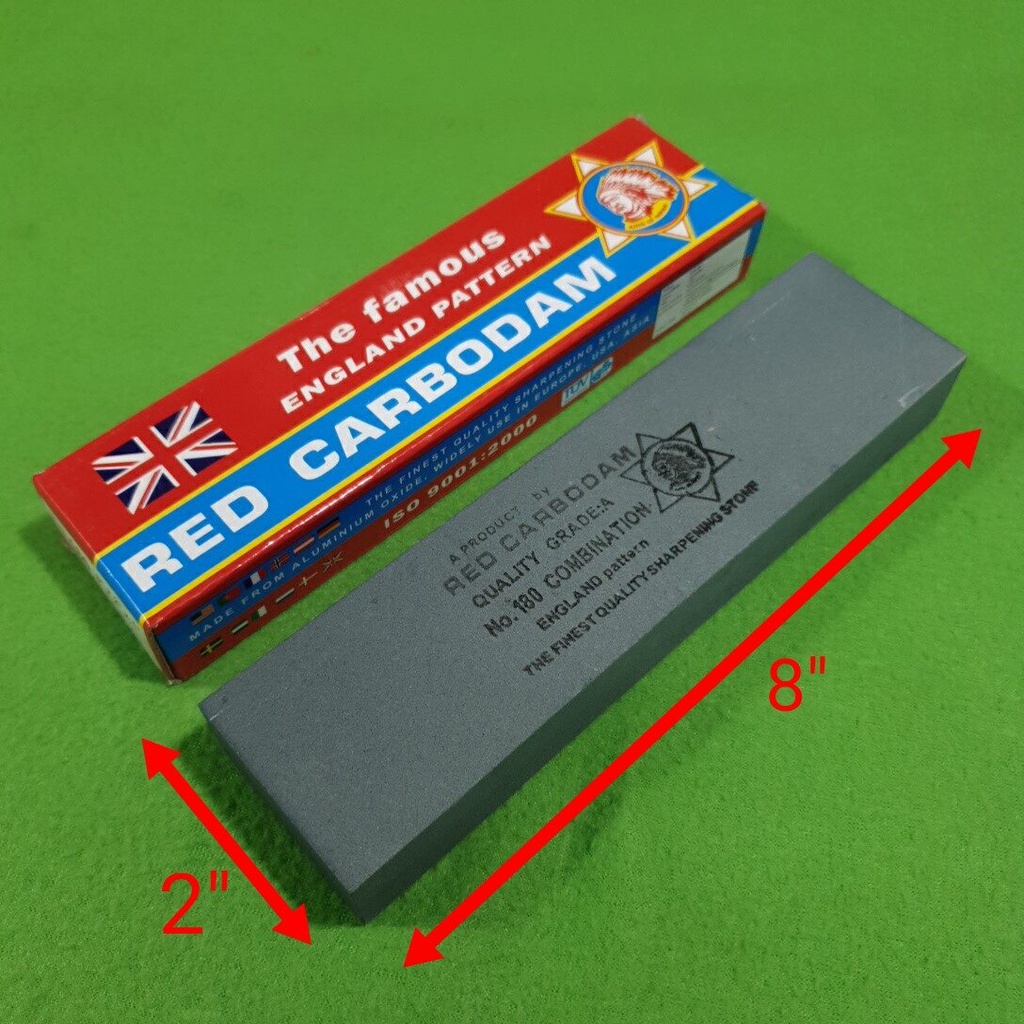 The famous
ENGLAND PATTERN
RED CARBODAM
THE FINEST QUALITY SHARPENING STONE
MADE FROM ALUMINIUM OXIDE, WIDELY USE IN EUROPE, USA, ASIA
ISO 9001:2000
TUV
A PRODUCT by
RED CARBODAM
QUALITY GRADE:A
No.180 COMBINATION
ENGLAND pattern
THE FINEST QUALITY SHARPENING STONE
8"
2"